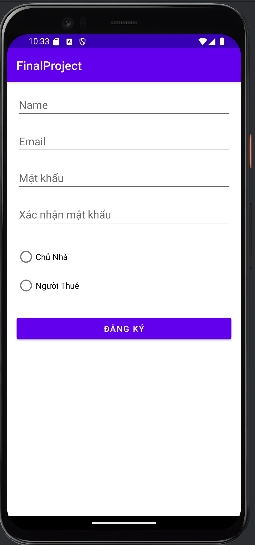 10:33
FinalProject
Name
Email
Mật khẩu
Xác nhận mật khẩu
Chủ Nhà
Người Thuê
ĐĂNG KÝ